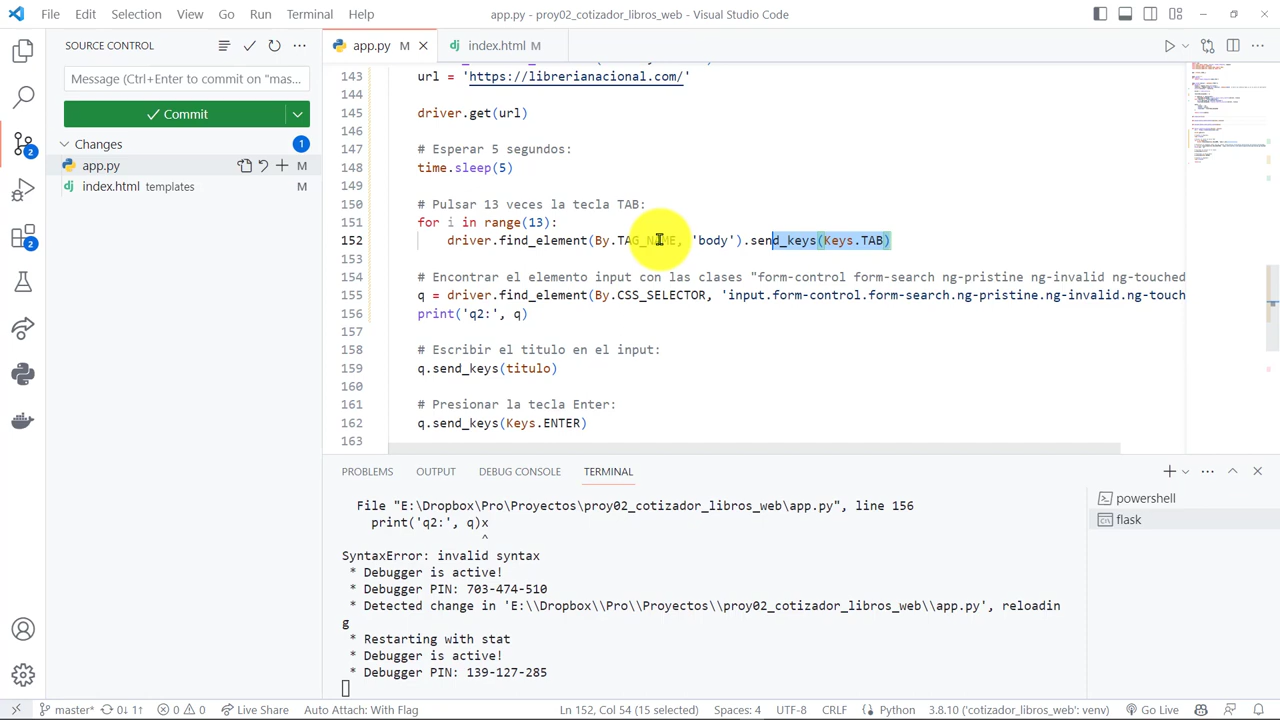 File Edit Selection View Go Run Terminal Help
app.py - proy02_cotizador_libros_web - Visual Studio Code
SOURCE CONTROL
Message (Ctrl+Enter to commit on "mas...
Commit
Changes 1
app.py
index.html templates M
2
2
app.py M
index.html M
143 url =
144
145 driver.get(url)
146
147 # Esperar
148
149
150 # Pulsar 13 veces la tecla TAB:
151 for i in range(13):
152 driver.find_element(By.TAG_NAME, 'body').send_keys(Keys.TAB)
153
154 # Encontrar el elemento input con las clases "form-control form-search ng-pristine ng-invalid ng-touched
155 q = driver.find_element(By.CSS_SELECTOR, 'input.form-control.form-search.ng-pristine.ng-invalid.ng-touch
156 print('q2:', q)
157
158 # Escribir el titulo en el input:
159 q.send_keys(titulo)
160
161 # Presionar la tecla Enter:
162 q.send_keys(Keys.ENTER)
163
PROBLEMS OUTPUT DEBUG CONSOLE TERMINAL
File "E:\Dropbox\Pro\Proyectos\proy02_cotizador_libros_web\app.py", line 156
print('q2:', q)x
^
SyntaxError: invalid syntax
* Debugger is active!
* Debugger PIN: 703-474-510
* Detected change in 'E:\\Dropbox\\Pro\\Proyectos\\proy02_cotizador_libros_web\\app.py', reloadin
g
* Restarting with stat
* Debugger is active!
* Debugger PIN: 139-127-285
powershell
flask
master* 0↓ 1↑ 0 0 Live Share Auto Attach: With Flag Ln 152, Col 54 (15 selected) Spaces: 4 UTF-8 CRLF Python 3.8.10 ('cotizador_libros': venv) Go Live